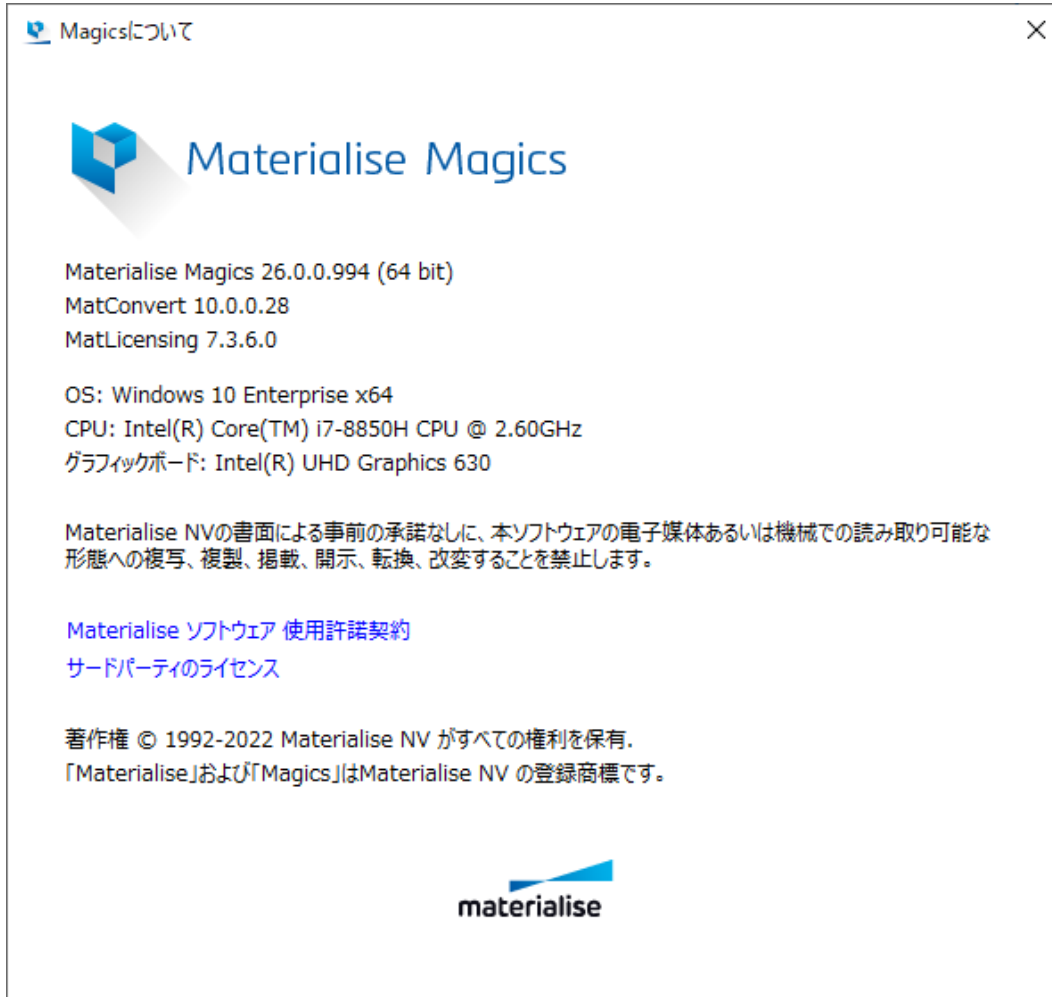 Magicsについて
Materialise Magics
Materialise Magics 26.0.0.994 (64 bit)
MatConvert 10.0.0.28
MatLicensing 7.3.6.0
OS: Windows 10 Enterprise x64
CPU: Intel(R) Core(TM) i7-8850H CPU @ 2.60GHz
グラフィックボード: Intel(R) UHD Graphics 630
Materialise NVの書面による事前の承諾なしに、本ソフトウェアの電子媒体あるいは機械での読み取り可能な
形態への複写、複製、掲載、開示、転換、改変することを禁止します。
Materialise ソフトウェア 使用許諾契約
サードパーティのライセンス
著作権 © 1992-2022 Materialise NV がすべての権利を保有.
「Materialise」および「Magics」はMaterialise NV の登録商標です。
materialise